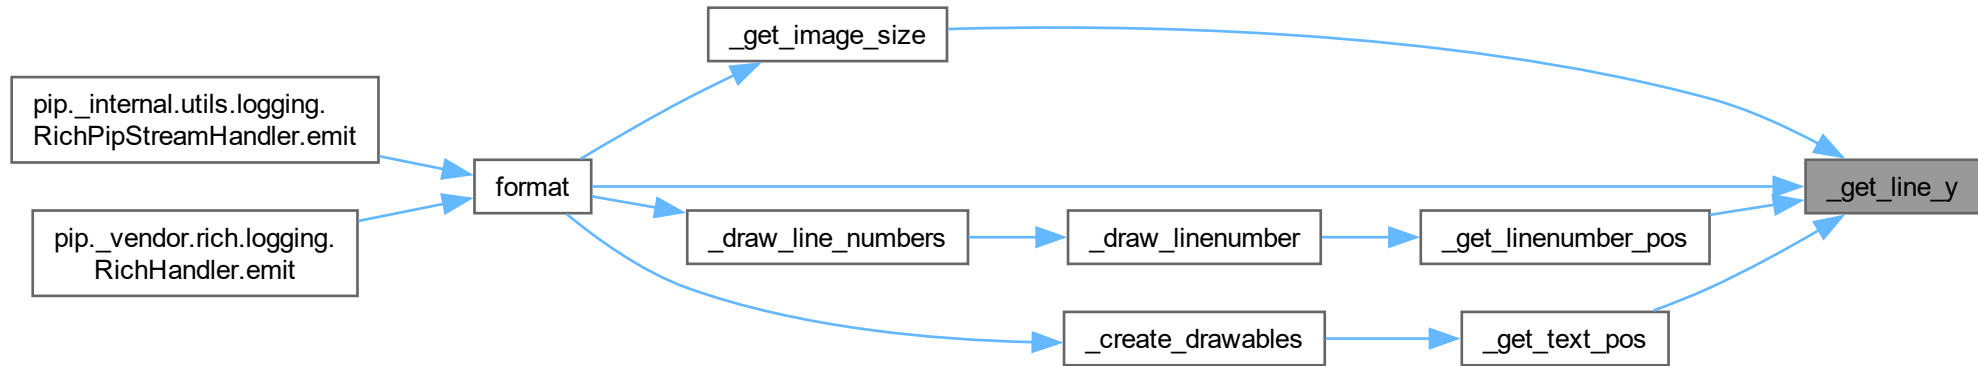 _get_image_size
pip._internal.utils.logging.
RichPipStreamHandler.emit
format
_get_line_y
pip._vendor.rich.logging.
RichHandler.emit
_draw_line_numbers
_draw_linenumber
_get_linenumber_pos
_create_drawables
_get_text_pos